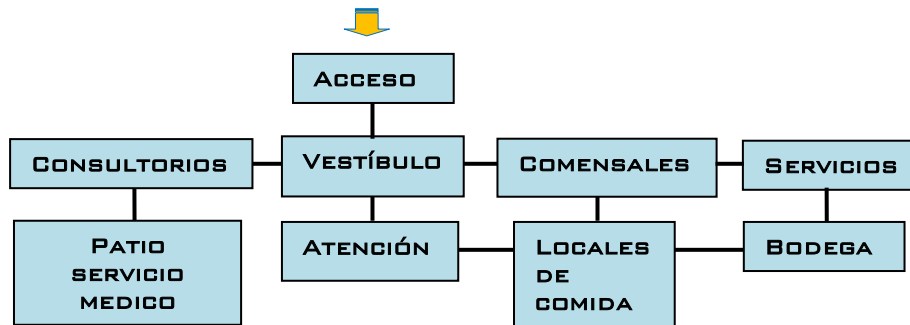 ACCESO
CONSULTORIOS
VESTÍBULO
COMENSALES
SERVICIOS
PATIO
SERVICIO
MEDICO
ATENCIÓN
LOCALES
DE
COMIDA
BODEGA